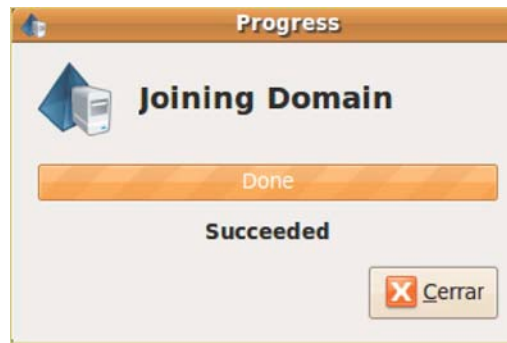 Progress
Joining Domain
Done
Succeeded
Cerrar